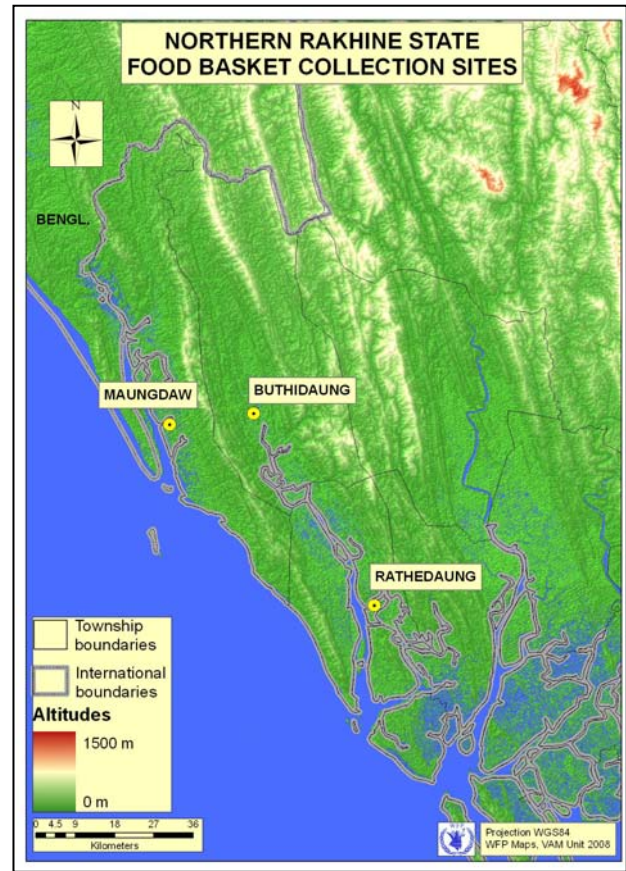 NORTHERN RAKHINE STATE
FOOD BASKET COLLECTION SITES
N
BENGL.
MAUNGDAW
BUTHIDAUNG
RATHEDAUNG
Township
boundaries
International
boundaries
Altitudes
1500 m
0 m
0 4.5 9 18 27 36
Kilometers
WFP
Projection WGS84
WFP Maps, VAM Unit 2008